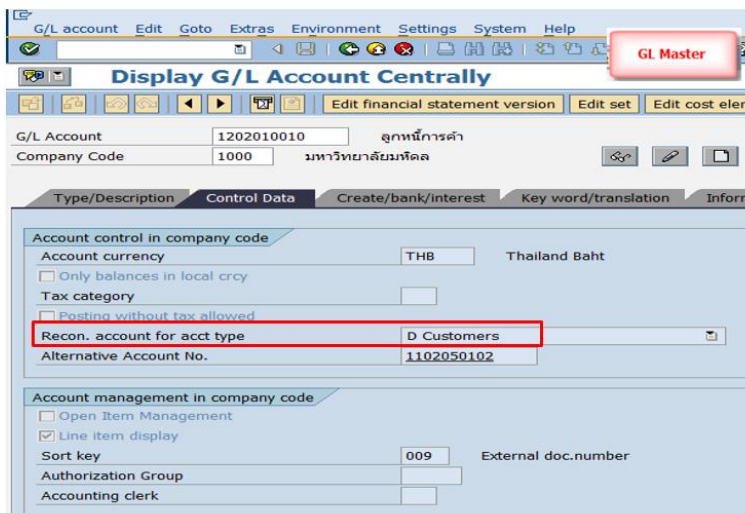 G/L account Edit Goto Extras Environment Settings System Help
GL Master
Display G/L Account Centrally
Edit financial statement version Edit set Edit cost eler
G/L Account 1202010010 ลูกหนี้การค้า
Company Code 1000 มหาวิทยาลัยมหิดล
Type/Description Control Data Create/bank/interest Key word/translation Inforr
Account control in company code
Account currency THB Thailand Baht
Only balances in local crcy
Tax category
Posting without tax allowed
Recon. account for acct type D Customers
Alternative Account No. 1102050102
Account management in company code
Open Item Management
Line item display
Sort key 009 External doc.number
Authorization Group
Accounting clerk